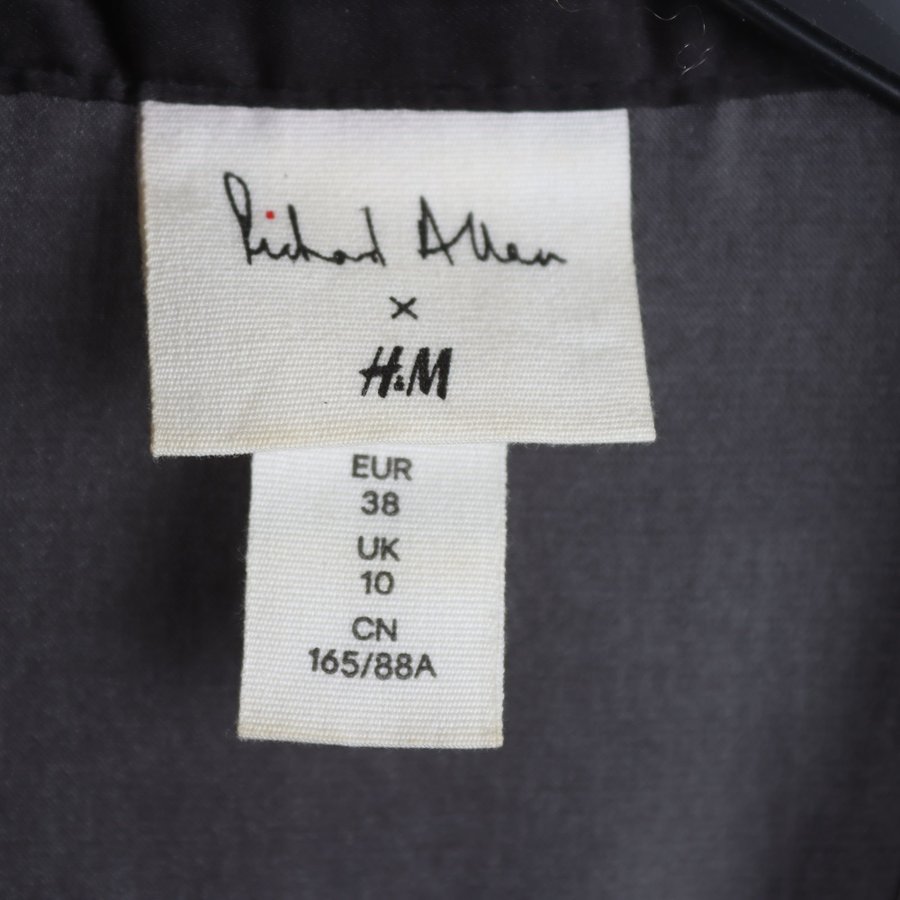 Richard Allan
×
H&M
EUR
38
UK
10
CN
165/88A